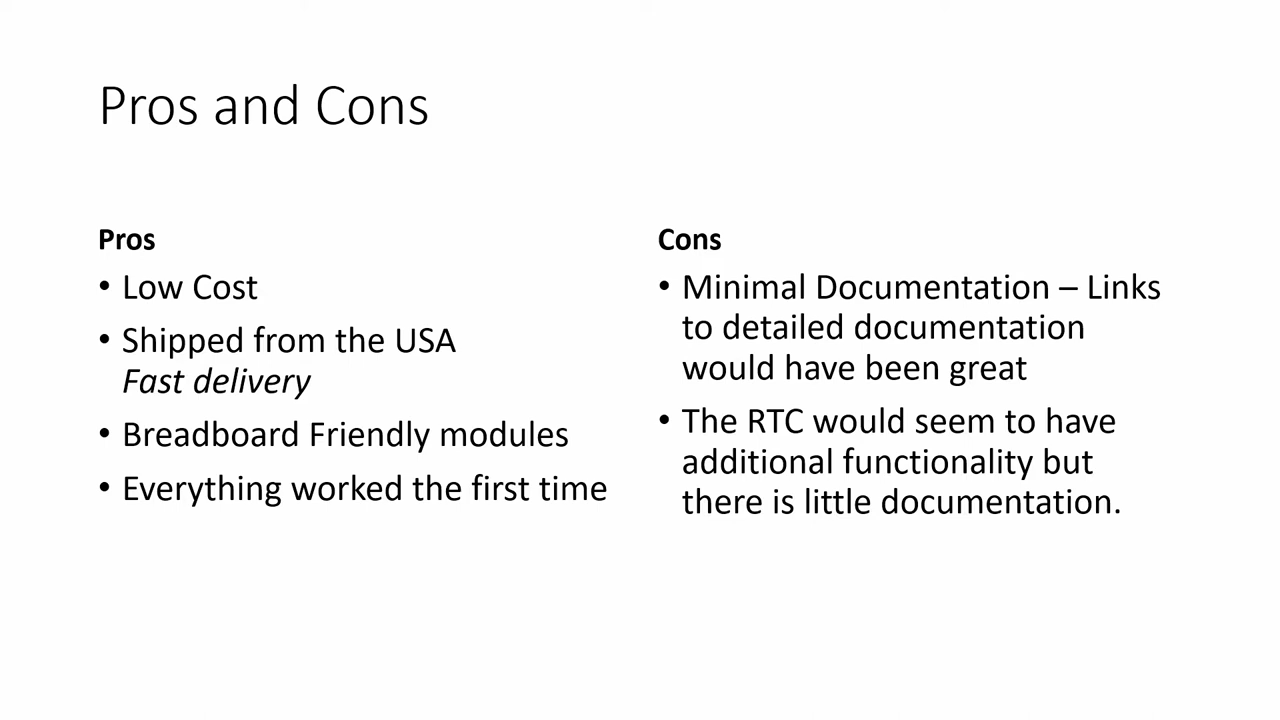 Pros and Cons
Pros
• Low Cost
• Shipped from the USA
Fast delivery
• Breadboard Friendly modules
• Everything worked the first time
Cons
• Minimal Documentation – Links
to detailed documentation
would have been great
• The RTC would seem to have
additional functionality but
there is little documentation.